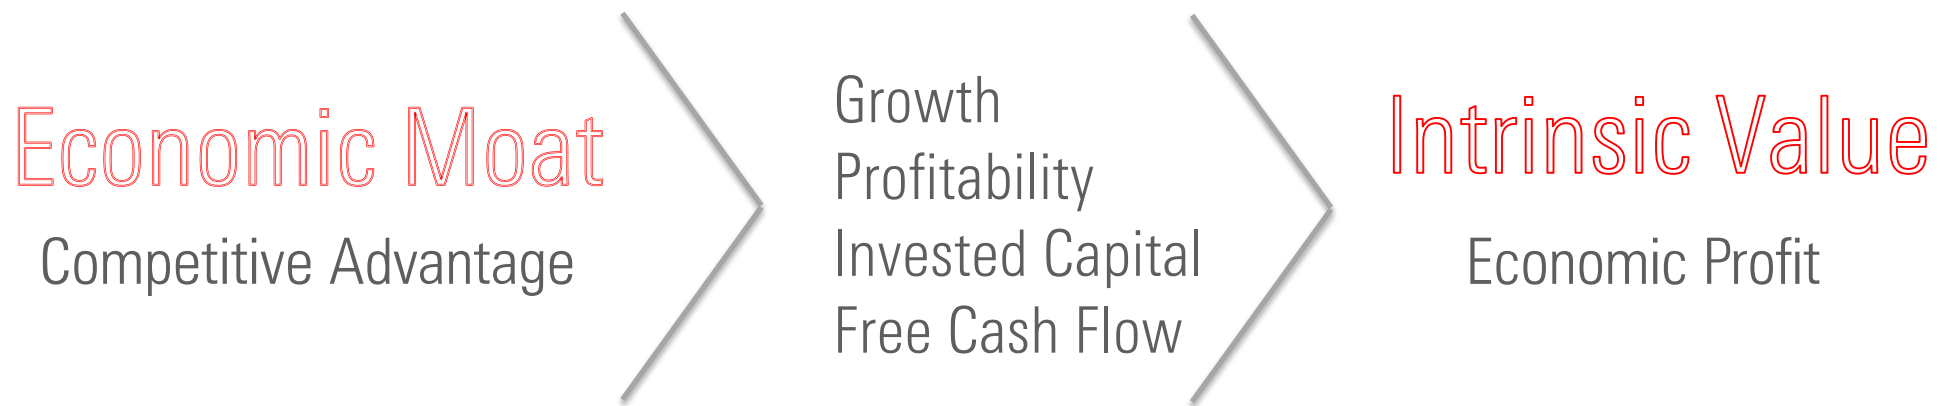 Economic Moat
Competitive Advantage
Growth
Profitability
Invested Capital
Free Cash Flow
Intrinsic Value
Economic Profit